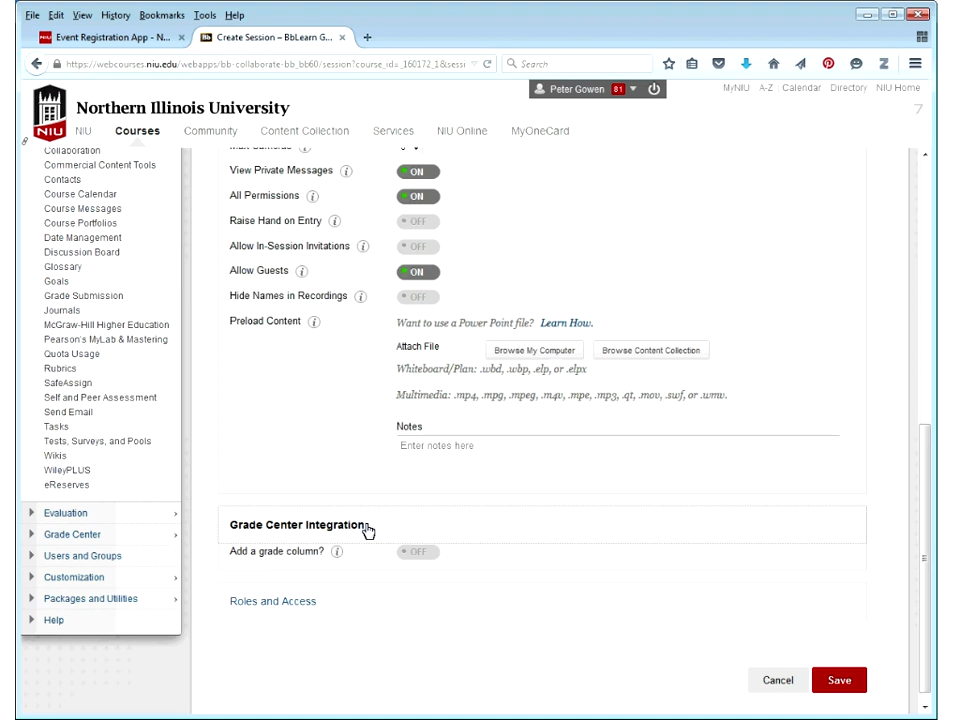 File Edit View History Bookmarks Tools Help
Event Registration App - N... × Bb Create Session – BbLearn G... × +
https://webcourses.niu.edu/webapps/bb-collaborate-bb_bb60/session?course_id=_160172_1&sessi Search
Peter Gowen 81
MyNIU A-Z Calendar Directory NIU Home
Northern Illinois University
7
NIU
NIU Courses Community Content Collection Services NIU Online MyOneCard
Collaboration
Commercial Content Tools
Contacts
Course Calendar
Course Messages
Course Portfolios
Date Management
Discussion Board
Glossary
Goals
Grade Submission
Journals
McGraw-Hill Higher Education
Pearson's MyLab & Mastering
Quota Usage
Rubrics
SafeAssign
Self and Peer Assessment
Send Email
Tasks
Tests, Surveys, and Pools
Wikis
WileyPLUS
eReserves
Evaluation
Grade Center
Users and Groups
Customization
Packages and Utilities
Help
Max Cameras
View Private Messages ON
All Permissions ON
Raise Hand on Entry OFF
Allow In-Session Invitations OFF
Allow Guests ON
Hide Names in Recordings OFF
Preload Content Want to use a Power Point file? Learn How.
Attach File Browse My Computer Browse Content Collection
Whiteboard/Plan: .wbd, .wbp, .elp, or .elpx
Multimedia: .mp4, .mpg, .mpeg, .m4v, .mpe, .mp3, .qt, .mov, .swf, or .wmv.
Notes
Enter notes here
Grade Center Integration
Add a grade column? OFF
Roles and Access
Cancel Save